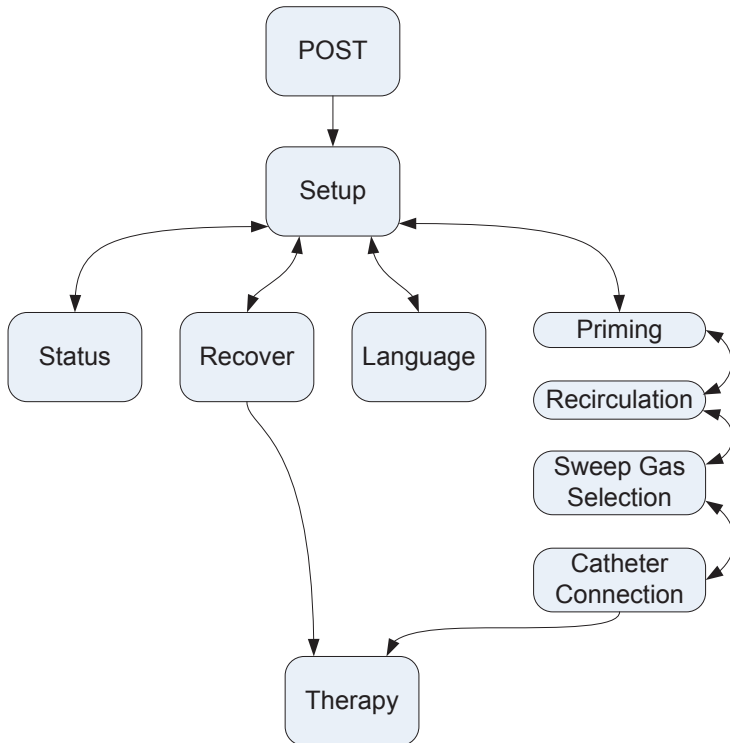 POST
Setup
Status
Recover
Language
Priming
Recirculation
Sweep Gas
Selection
Catheter
Connection
Therapy